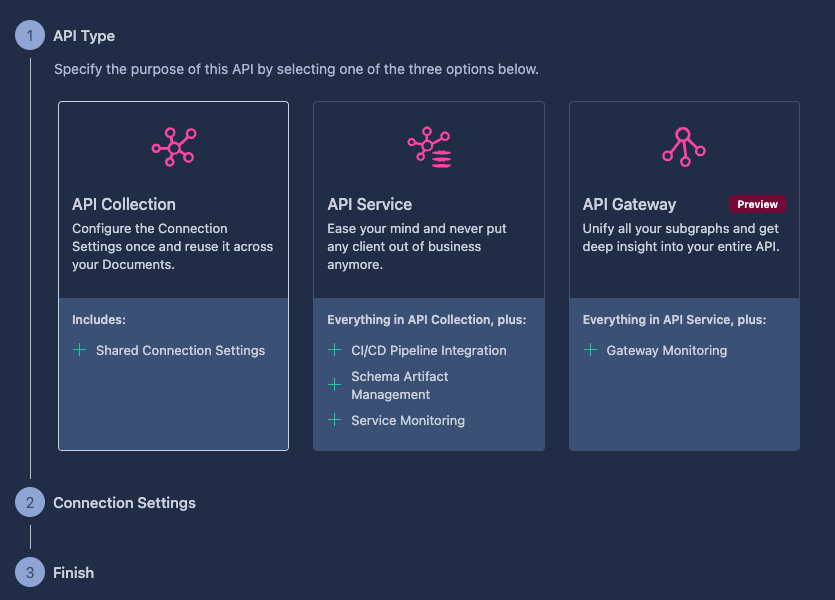 1
API Type
Specify the purpose of this API by selecting one of the three options below.
API Collection
Configure the Connection
Settings once and reuse it across
your Documents.
Includes:
Shared Connection Settings
API Service
Ease your mind and never put
any client out of business
anymore.
Everything in API Collection, plus:
CI/CD Pipeline Integration
Schema Artifact
Management
Service Monitoring
API Gateway
Preview
Unify all your subgraphs and get
deep insight into your entire API.
Everything in API Service, plus:
Gateway Monitoring
2
Connection Settings
3
Finish